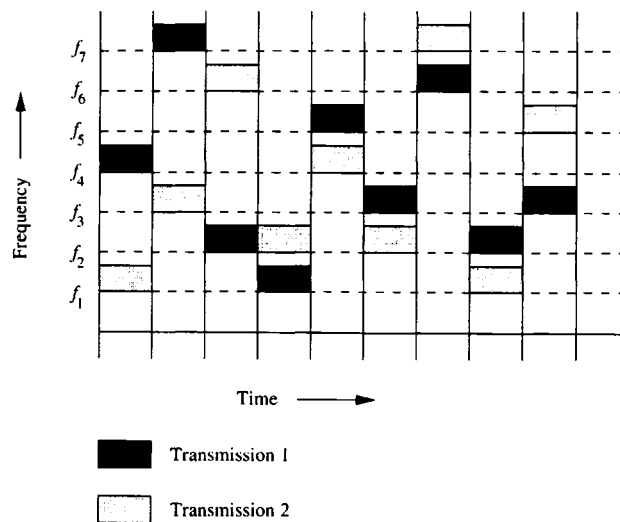 f7
f6
f5
f4
f3
f2
f1
Frequency
Time
Transmission 1
Transmission 2